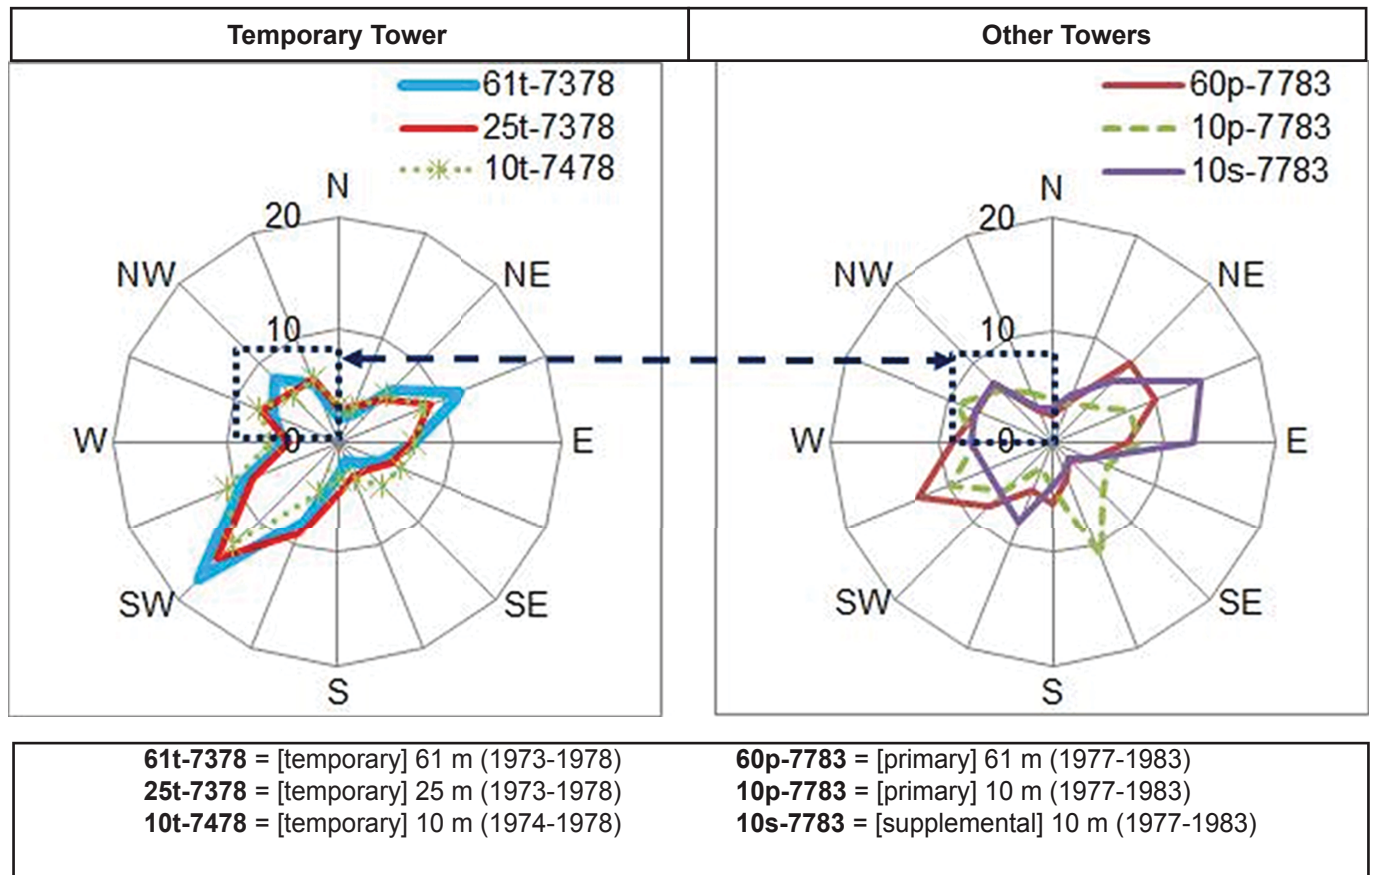 Temporary Tower
Other Towers
61t-7378
25t-7378
10t-7478
N
20
NW
NE
10
W
0
E
SW
SE
S
60p-7783
10p-7783
10s-7783
N
20
NW
NE
10
W
0
E
SW
SE
S
61t-7378 = [temporary] 61 m (1973-1978)
25t-7378 = [temporary] 25 m (1973-1978)
10t-7478 = [temporary] 10 m (1974-1978)
60p-7783 = [primary] 61 m (1977-1983)
10p-7783 = [primary] 10 m (1977-1983)
10s-7783 = [supplemental] 10 m (1977-1983)